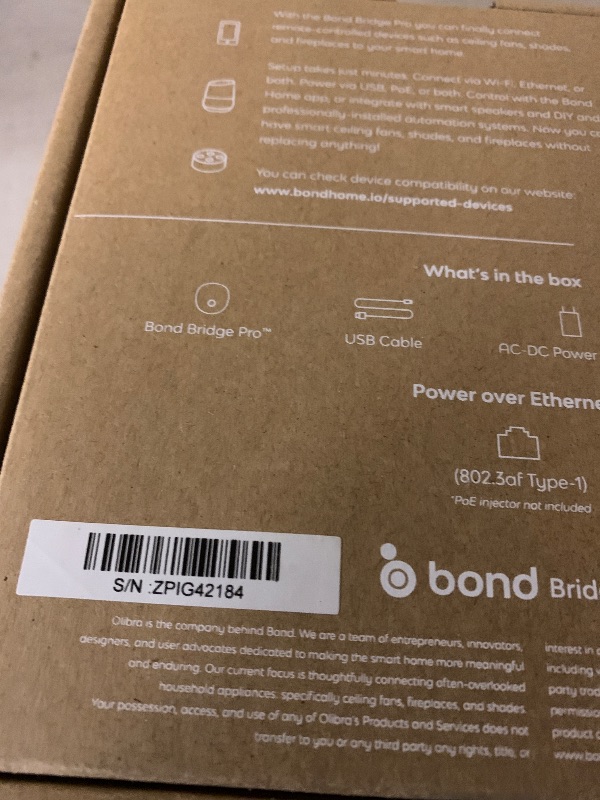 With the Bond Bridge Pro you can finally connect
remote-controlled devices such as ceiling fans, shades,
and fireplaces to your smart home.
Setup takes just minutes. Connect via Wi-Fi, Ethernet, or
both. Power via USB, PoE, or both. Control with the Bond
Home app, or integrate with smart speakers and DIY and
professionally-installed automation systems. Now you c
have smart ceiling fans, shades, and fireplaces without
replacing anything!
You can check device compatibility on our website:
www.bondhome.io/supported-devices
What's in the box
Bond Bridge Pro™
USB Cable
AC-DC Power
Power over Etherne
(802.3af Type-1)
*PoE injector not included
S/N :ZPIG42184
bond Brid
Olibra is the company behind Bond. We are a team of entrepreneurs, innovators,
designers, and user advocates dedicated to making the smart home more meaningful
and enduring. Our current focus is thoughtfully connecting often-overlooked
household appliances: specifically ceiling fans, fireplaces, and shades.
Your possession, access, and use of any of Olibra's Products and Services does not
transfer to you or any third party any rights, title, or
interest in
including
party trad
permissio
product
www.bo